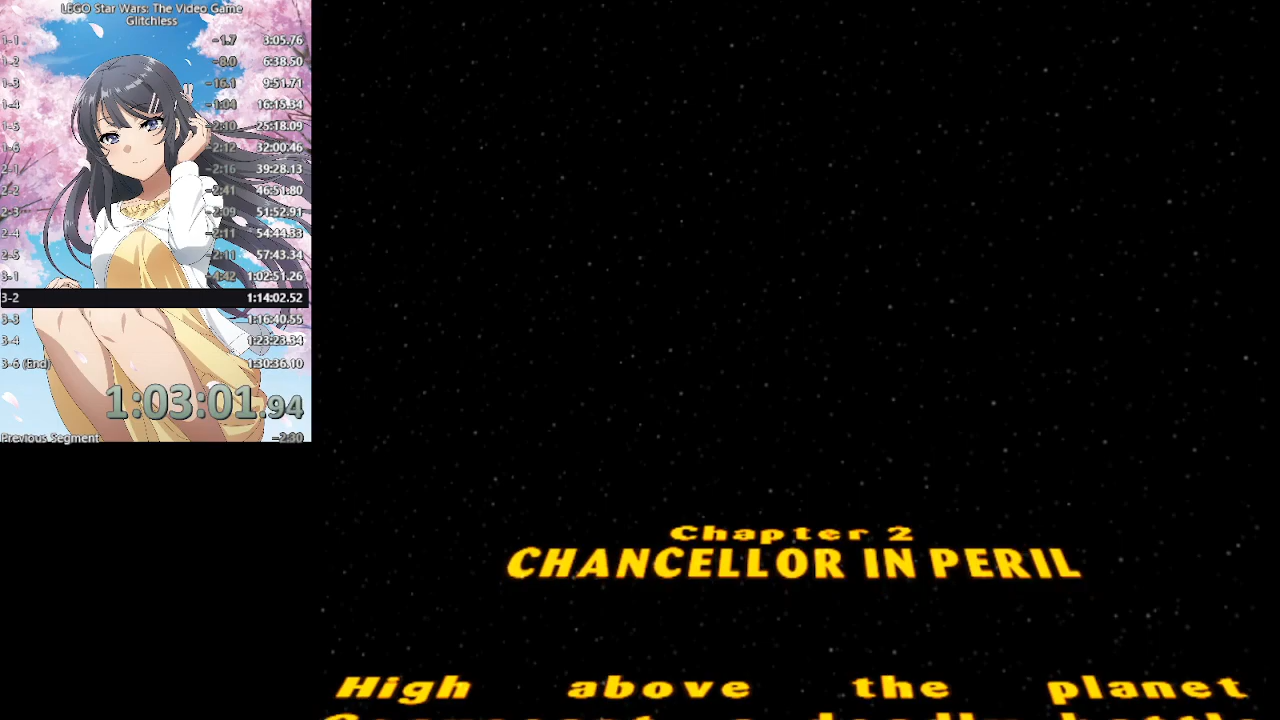 LEGO Star Wars: The Video Game
Glitchless
1-1 -1.7 3:05.76
1-2 -8.0 6:38.50
1-3 -16.1 9:51.71
1-4 -1:04 16:15.34
1-5 -2:10 25:18.09
1-6 -2:12 32:00.46
2-1 -2:16 39:28.13
2-2 -2:41 46:51.80
2-3 -2:09 51:52.91
2-4 -2:11 54:44.33
2-5 -2:11 57:43.34
3-1 -4:42 1:02:51.26
3-2 1:14:02.52
3-3 1:16:40.55
3-4 1:23:23.34
3-6 (End) 1:30:36.10
1:03:01.94
Previous Segment -2:30
Chapter 2
CHANCELLOR IN PERIL
High above the planet